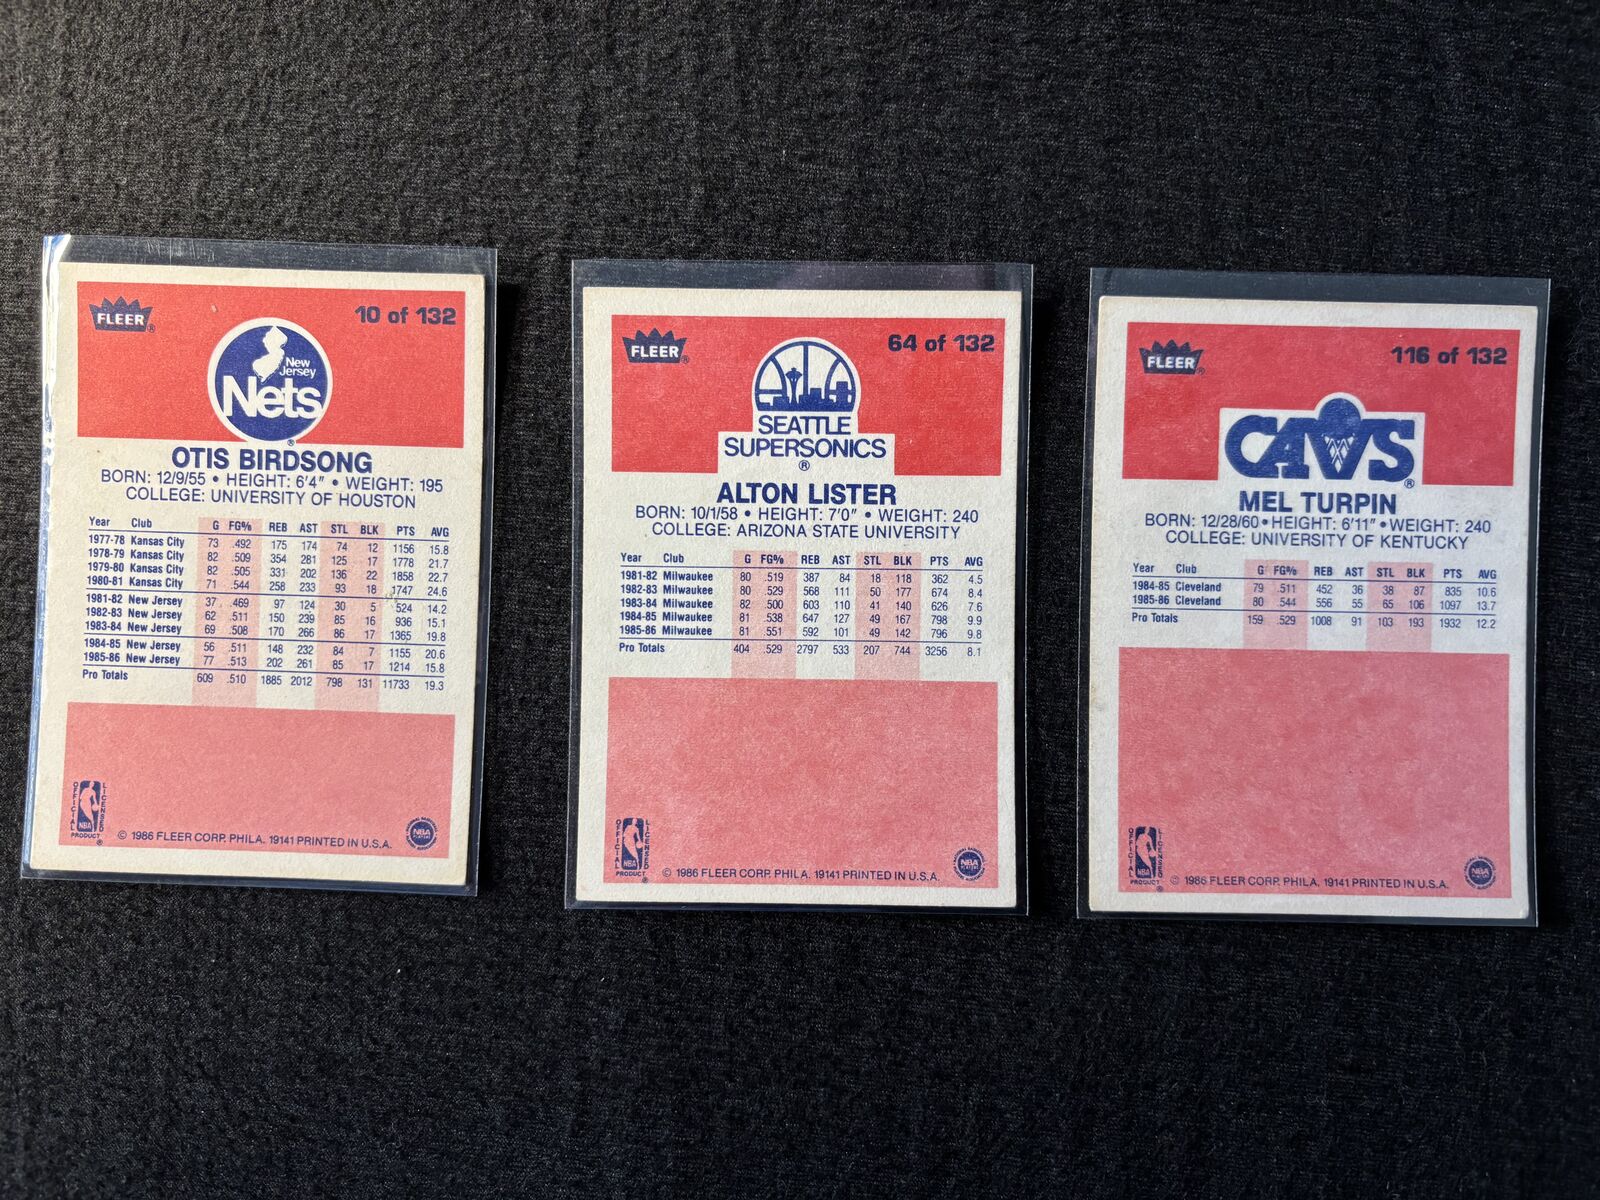 FLEER ®
10 of 132
New
Jersey
Nets
®
OTIS BIRDSONG
BORN: 12/9/55 • HEIGHT: 6'4" • WEIGHT: 195
COLLEGE: UNIVERSITY OF HOUSTON
Year Club G FG% REB AST STL BLK PTS AVG
1977-78 Kansas City 73 .492 175 174 74 12 1156 15.8
1978-79 Kansas City 82 .509 354 281 125 17 1778 21.7
1979-80 Kansas City 82 .505 331 202 136 22 1858 22.7
1980-81 Kansas City 71 .544 258 233 93 18 1747 24.6
1981-82 New Jersey 37 .469 97 124 30 5 524 14.2
1982-83 New Jersey 62 .511 150 239 85 16 936 15.1
1983-84 New Jersey 69 .508 170 266 86 17 1365 19.8
1984-85 New Jersey 56 .511 148 232 84 7 1155 20.6
1985-86 New Jersey 77 .513 202 261 85 17 1214 15.8
Pro Totals 609 .510 1885 2012 798 131 11733 19.3
OFFICIAL LICENSED
NBA
PRODUCT ®
© 1986 FLEER CORP. PHILA. 19141 PRINTED IN U.S.A.
NBA
PLAYERS
FLEER ®
64 of 132
SEATTLE
SUPERSONICS
®
ALTON LISTER
BORN: 10/1/58 • HEIGHT: 7'0" • WEIGHT: 240
COLLEGE: ARIZONA STATE UNIVERSITY
Year Club G FG% REB AST STL BLK PTS AVG
1981-82 Milwaukee 80 .519 387 84 18 118 362 4.5
1982-83 Milwaukee 80 .529 568 111 50 177 674 8.4
1983-84 Milwaukee 82 .500 603 110 41 140 626 7.6
1984-85 Milwaukee 81 .538 647 127 49 167 798 9.9
1985-86 Milwaukee 81 .551 592 101 49 142 796 9.8
Pro Totals 404 .529 2797 533 207 744 3256 8.1
OFFICIAL LICENSED
NBA
PRODUCT ®
© 1986 FLEER CORP. PHILA. 19141 PRINTED IN U.S.A.
NBA
PLAYERS
FLEER ®
116 of 132
CAVS
®
MEL TURPIN
BORN: 12/28/60 • HEIGHT: 6'11" • WEIGHT: 240
COLLEGE: UNIVERSITY OF KENTUCKY
Year Club G FG% REB AST STL BLK PTS AVG
1984-85 Cleveland 79 .511 452 36 38 87 835 10.6
1985-86 Cleveland 80 .544 556 55 65 106 1097 13.7
Pro Totals 159 .529 1008 91 103 193 1932 12.2
OFFICIAL LICENSED
NBA
PRODUCT ®
© 1986 FLEER CORP. PHILA. 19141 PRINTED IN U.S.A.
NBA